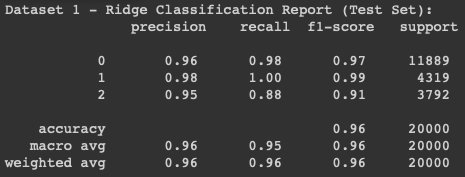 Dataset 1 - Ridge Classification Report (Test Set):
precision recall f1-score support
0 0.96 0.98 0.97 11889
1 0.98 1.00 0.99 4319
2 0.95 0.88 0.91 3792
accuracy 0.96 20000
macro avg 0.96 0.95 0.96 20000
weighted avg 0.96 0.96 0.96 20000